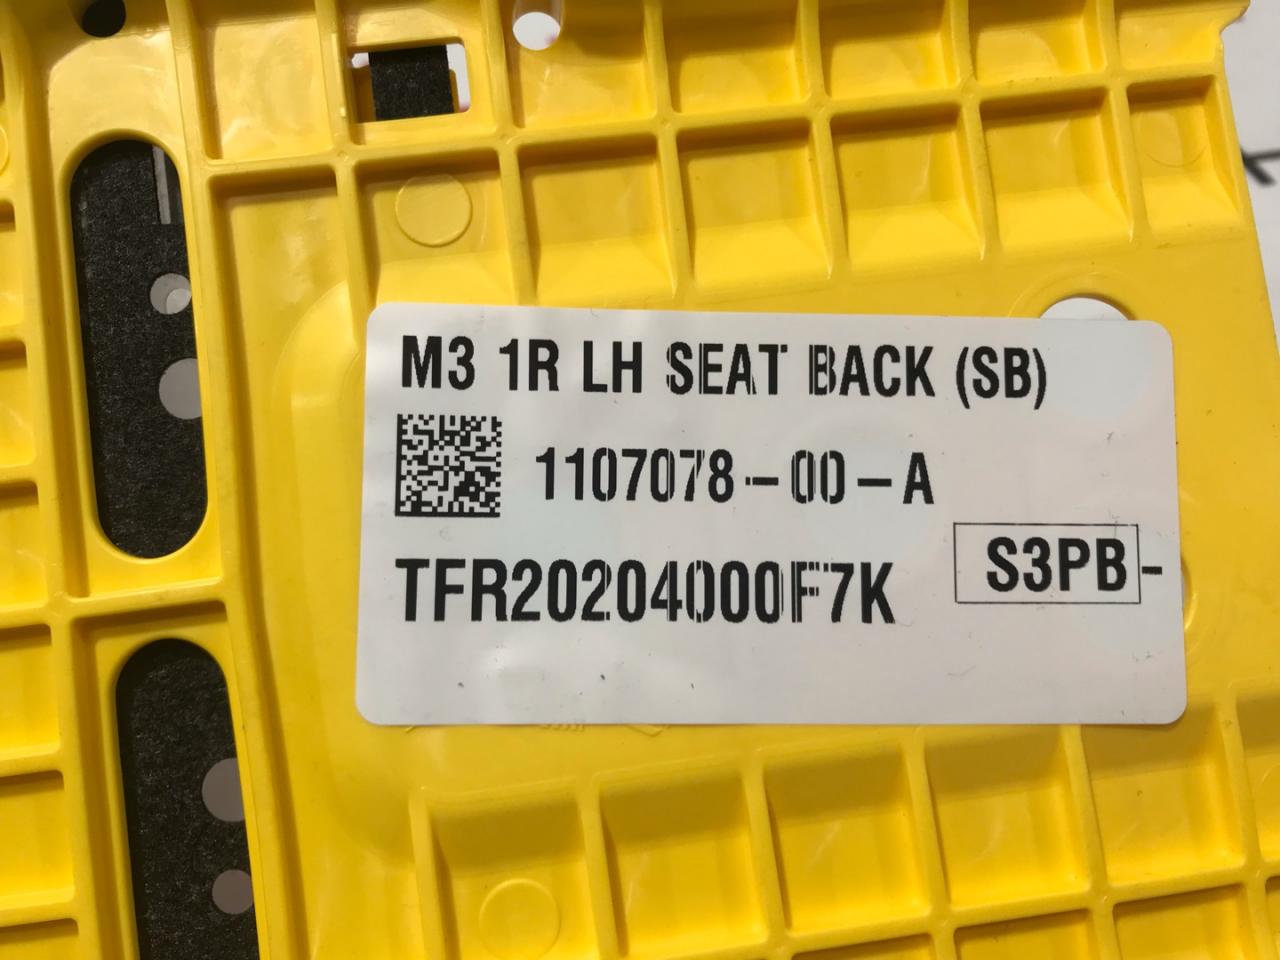 M3 1R LH SEAT BACK (SB)
1107078-00-A
TFR20204000F7K
S3PB-